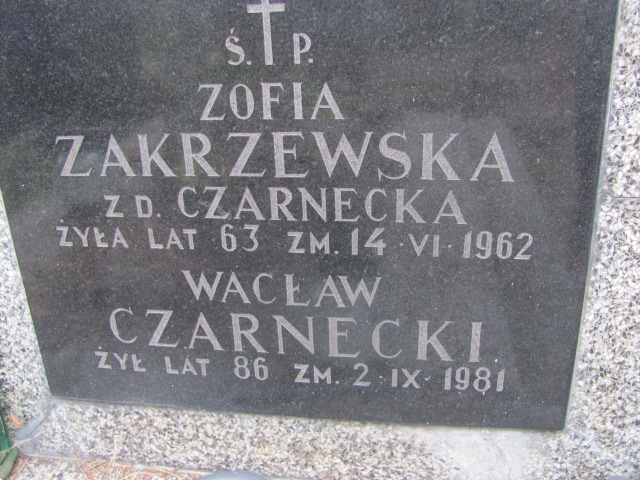 Ś. P.
ZOFIA
ZAKRZEWSKA
Z D. CZARNECKA
ŻYŁA LAT 63 ZM. 14 · VI · 1962
WACŁAW
CZARNECKI
ŻYŁ LAT 86 ZM. 2 · IX · 1981